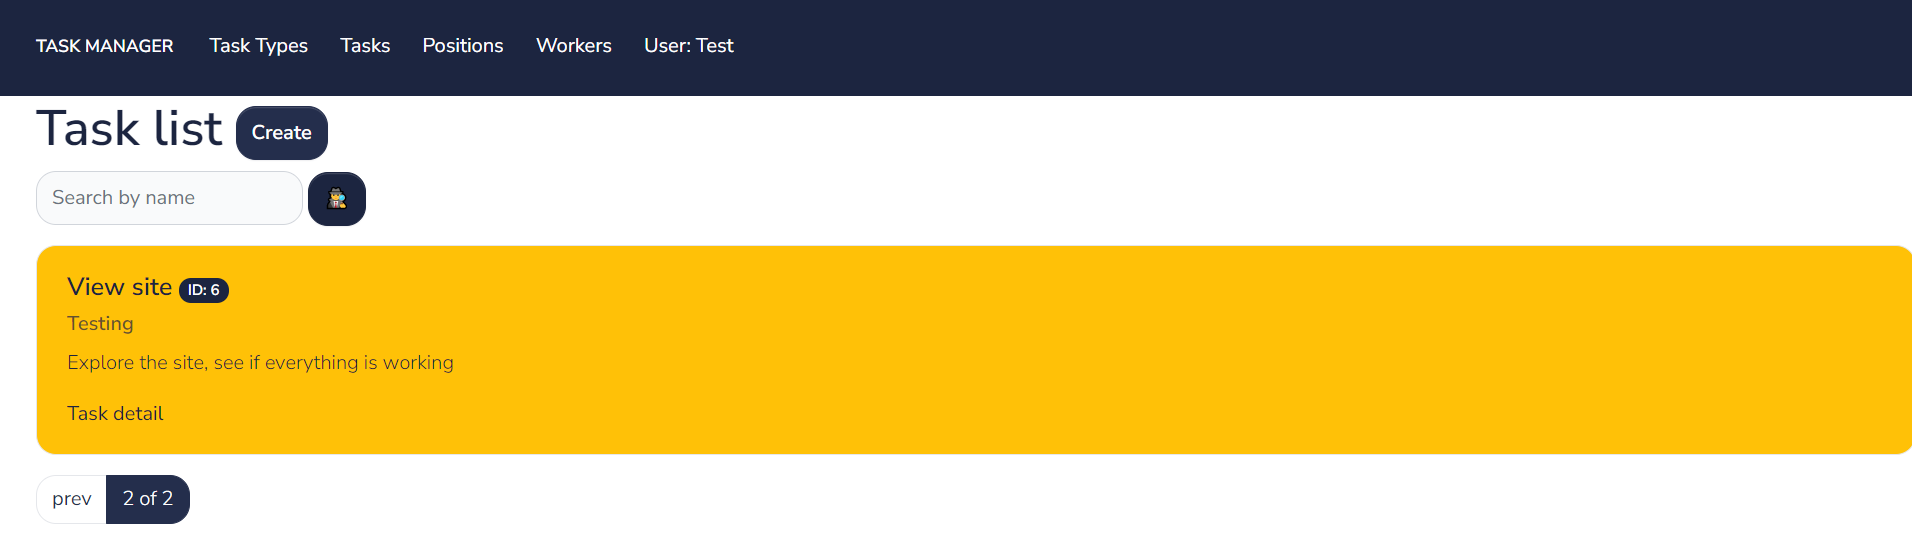 TASK MANAGER Task Types Tasks Positions Workers User: Test
Task list Create
Search by name
View site ID: 6
Testing
Explore the site, see if everything is working
Task detail
prev 2 of 2